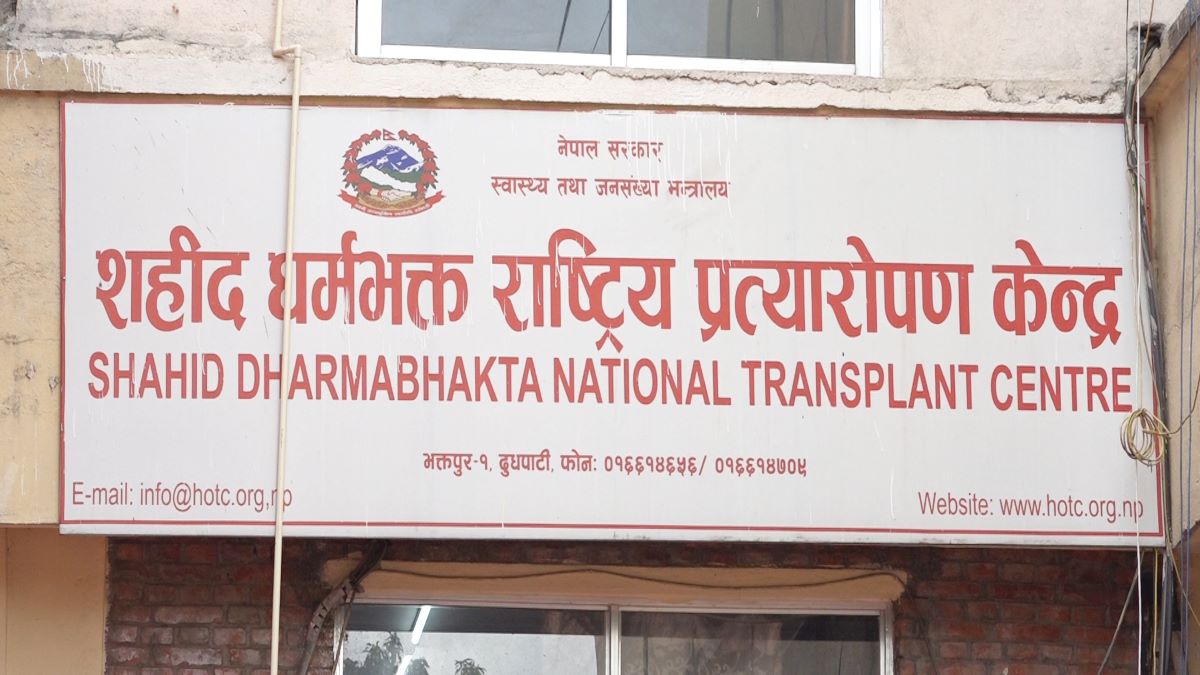 नेपाल सरकार
स्वास्थ्य तथा जनसंख्या मन्त्रालय
शहीद धर्मभक्त राष्ट्रिय प्रत्यारोपण केन्द्र
SHAHID DHARMABHAKTA NATIONAL TRANSPLANT CENTRE
भक्तपुर-१, दुधपाटी, फोन: ०१६६१४६५६/ ०१६६१४७०९
E-mail: info@hotc.org,np
Website: www.hotc.org.np